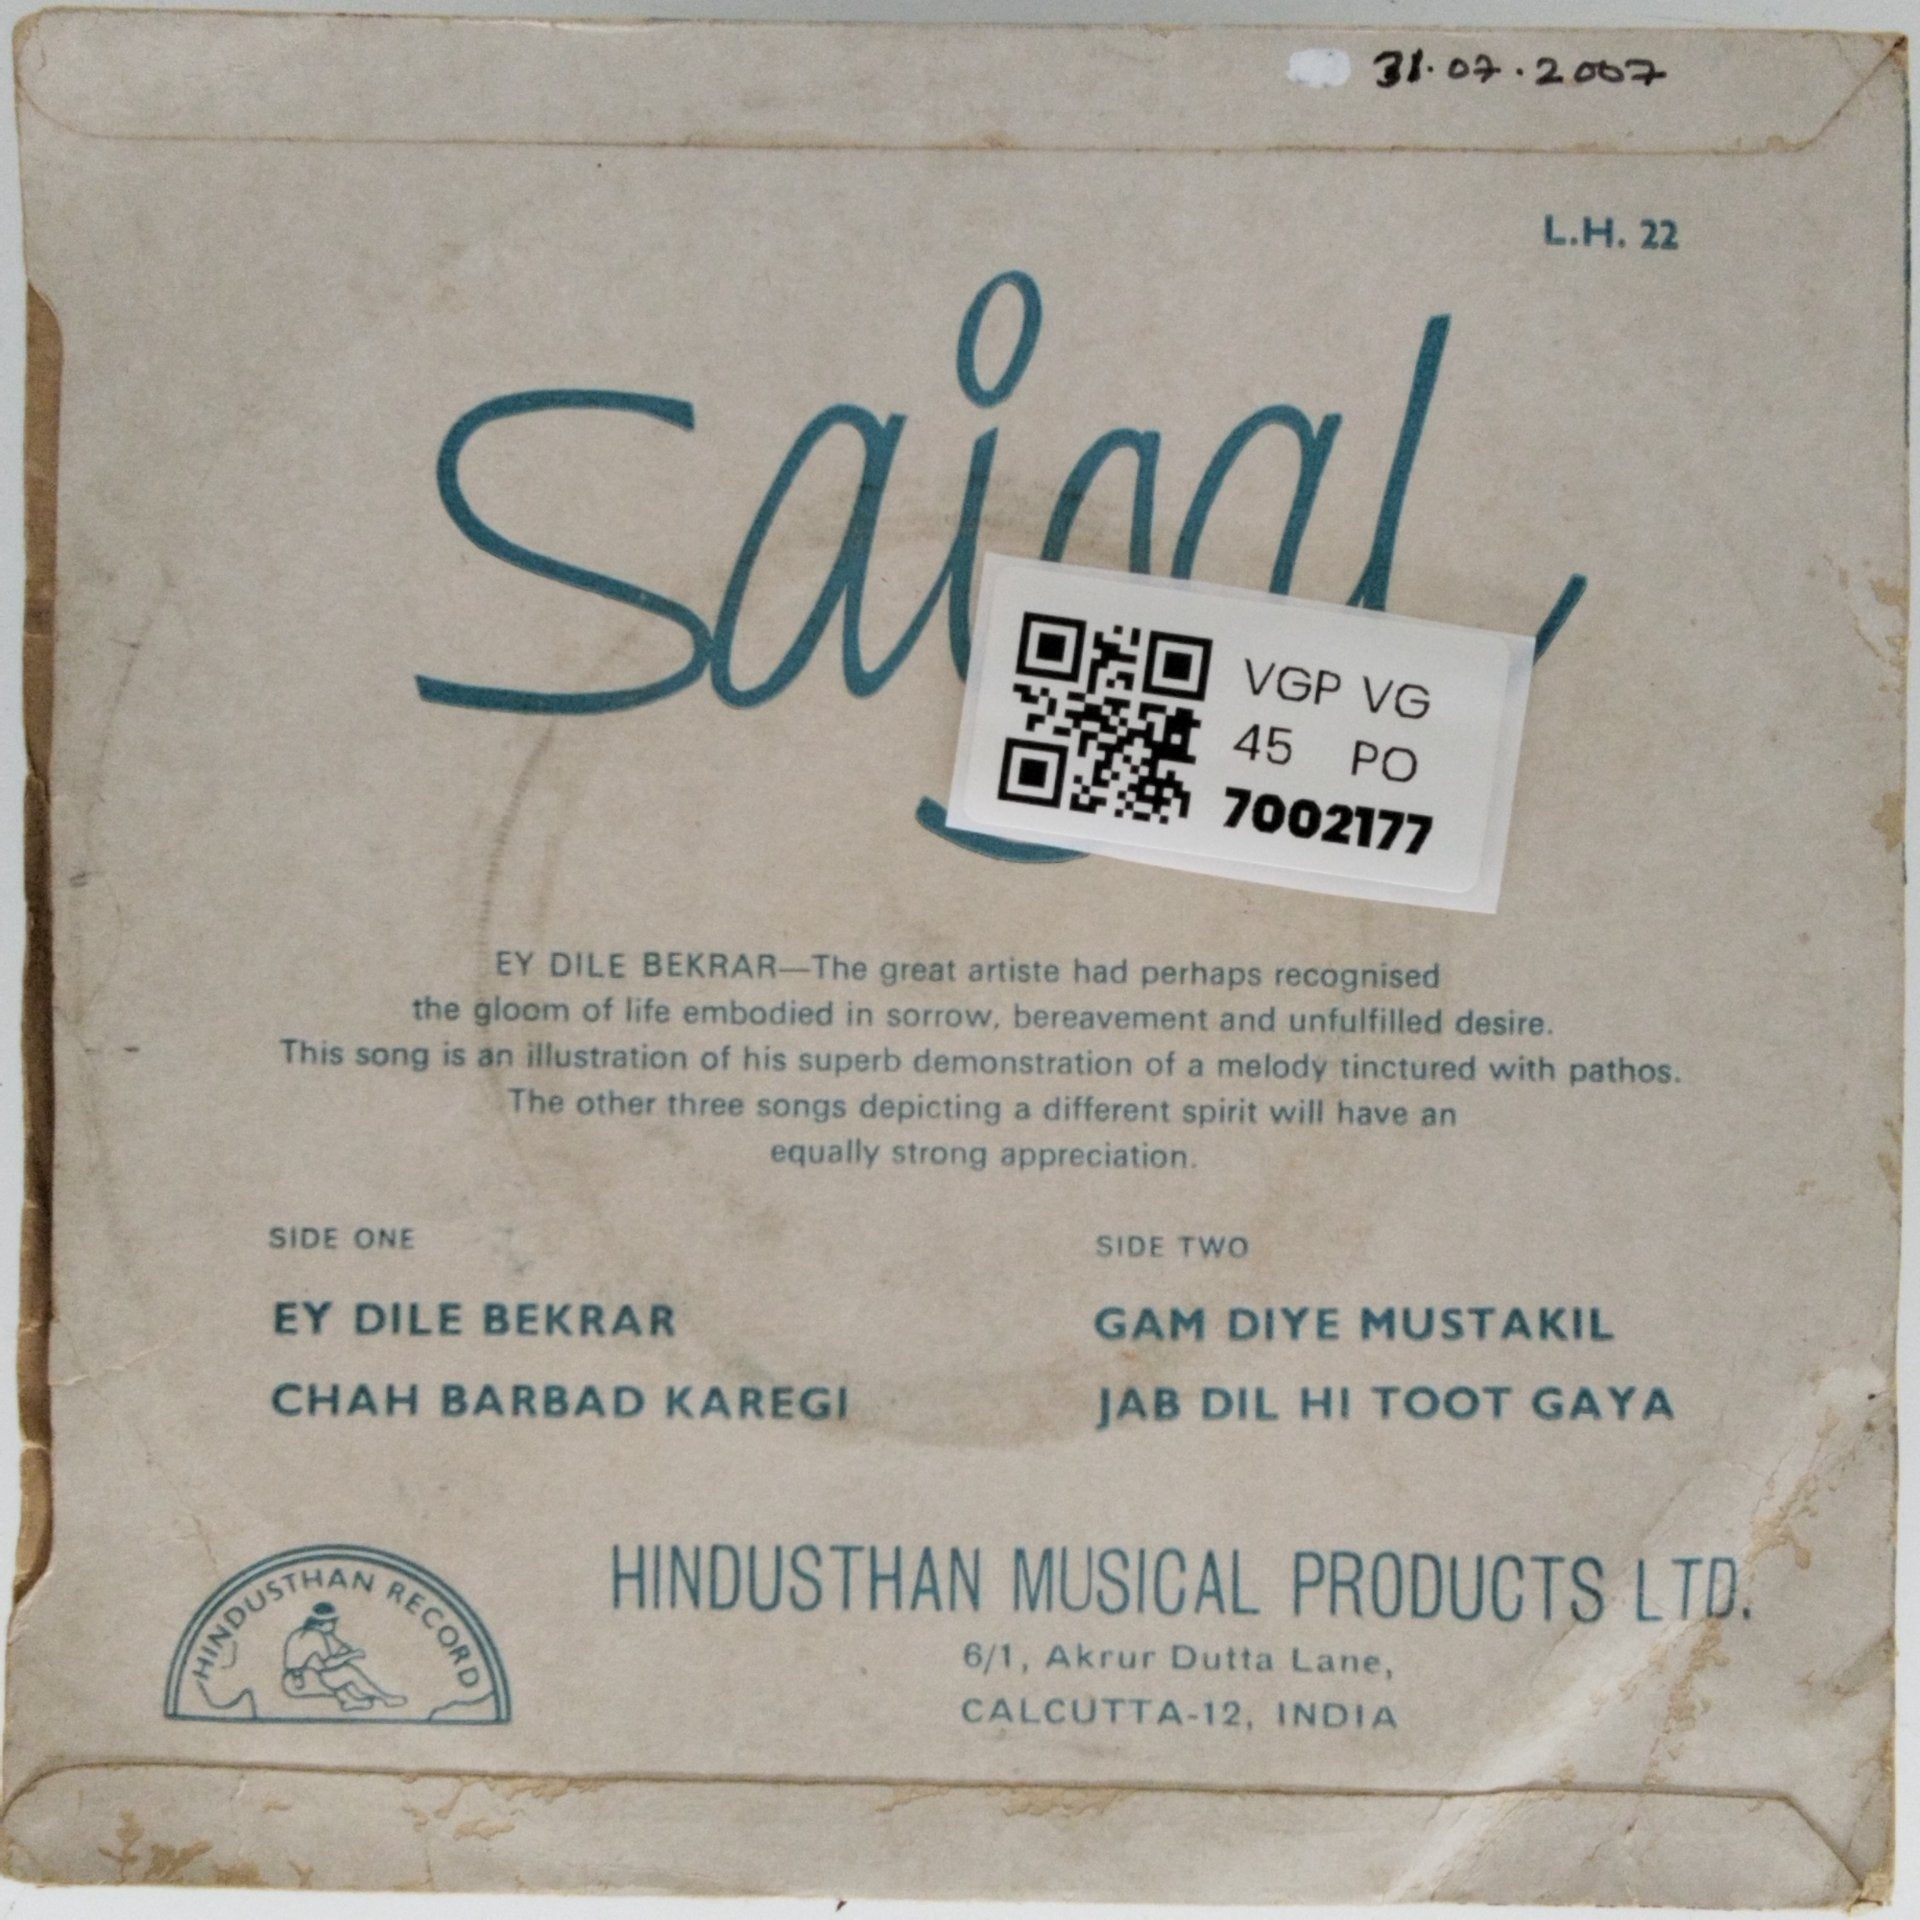 31.07.2007
L.H. 22
Saigal
VGP VG
45 PO
7002177
EY DILE BEKRAR—The great artiste had perhaps recognised
the gloom of life embodied in sorrow, bereavement and unfulfilled desire.
This song is an illustration of his superb demonstration of a melody tinctured with pathos.
The other three songs depicting a different spirit will have an
equally strong appreciation.
SIDE ONE
EY DILE BEKRAR
CHAH BARBAD KAREGI
SIDE TWO
GAM DIYE MUSTAKIL
JAB DIL HI TOOT GAYA
HINDUSTHAN RECORD
HINDUSTHAN MUSICAL PRODUCTS LTD.
6/1, Akrur Dutta Lane,
CALCUTTA-12, INDIA